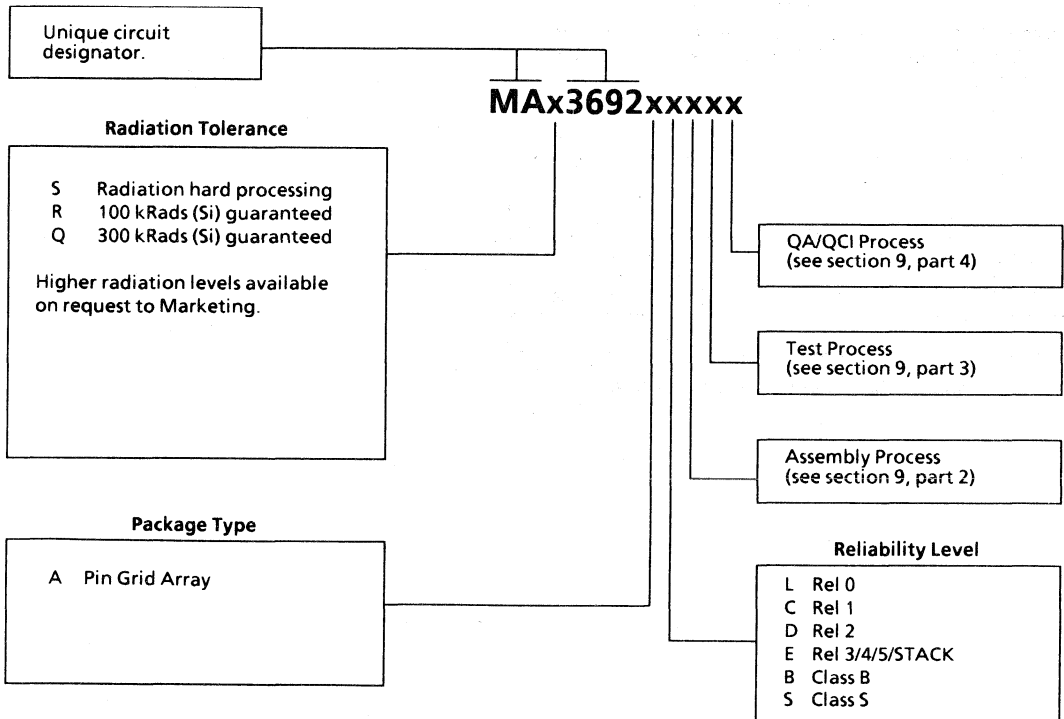 Unique circuit
designator.
MAx3692xxxxx
Radiation Tolerance
S Radiation hard processing
R 100 kRads (Si) guaranteed
Q 300 kRads (Si) guaranteed
Higher radiation levels available
on request to Marketing.
QA/QCI Process
(see section 9, part 4)
Test Process
(see section 9, part 3)
Assembly Process
(see section 9, part 2)
Package Type
A Pin Grid Array
Reliability Level
L Rel 0
C Rel 1
D Rel 2
E Rel 3/4/5/STACK
B Class B
S Class S